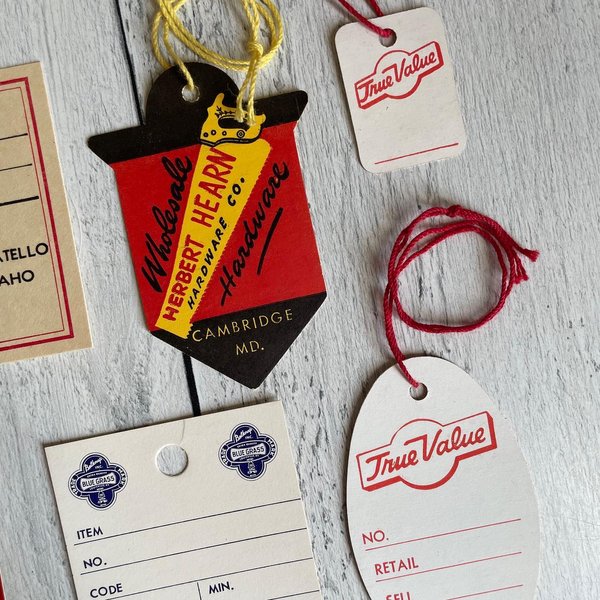 Wholesale
HERBERT HEARN
HARDWARE CO.
Hardware
CAMBRIDGE
MD.
True Value
ATELLO
AHO
BLUE GRASS
BLUE GRASS
ITEM
NO.
CODE
MIN.
True Value
NO.
RETAIL
SELL